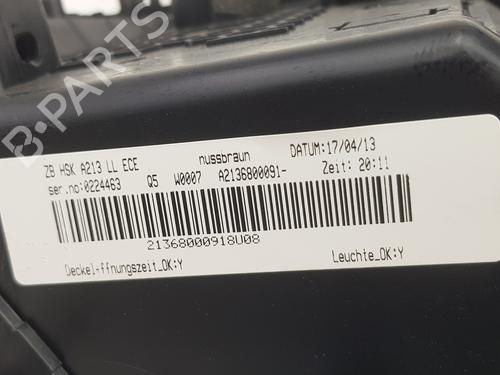 B-PARTS
ZB HSK A213 LL ECE nussbraun DATUM:17/04/13
ser.no:0224463 Q5 W0007 A2136800091- Zeit: 20:11
21368000918U08
Deckel+ffnungszeit_OK:Y Leuchte_OK:Y